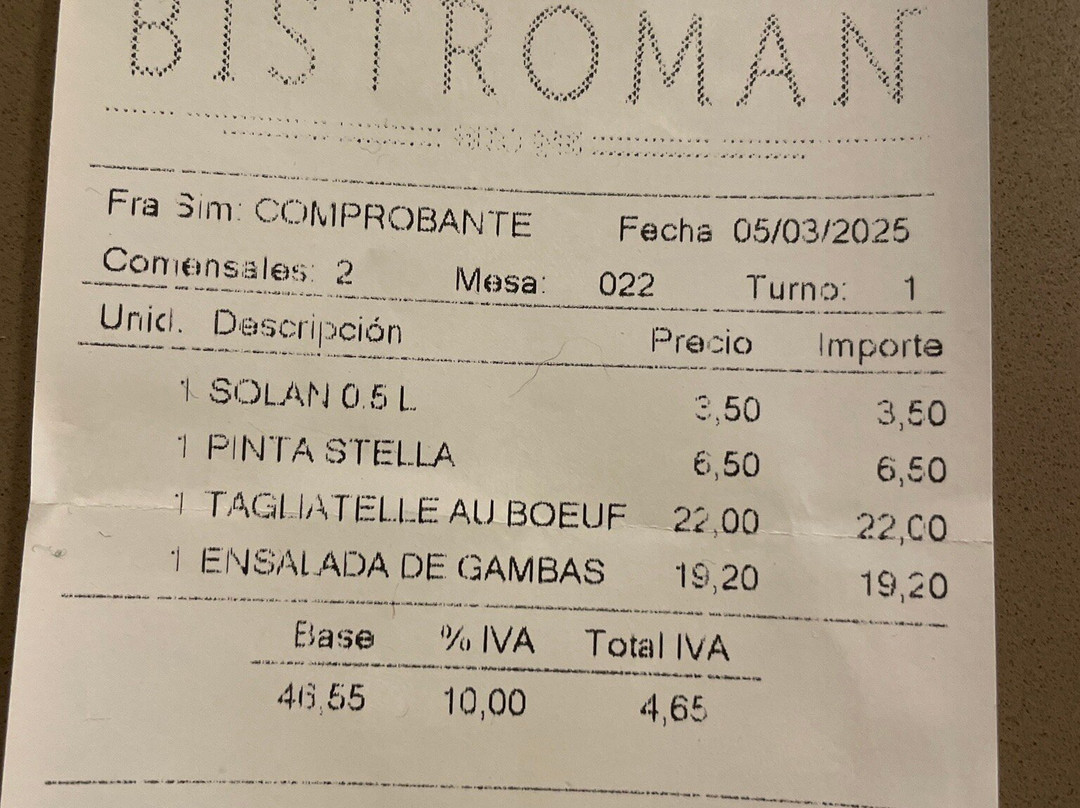 BISTROMAN
Fra Sim: COMPROBANTE Fecha 05/03/2025
Comensales: 2 Mesa: 022 Turno: 1
Unid. Descripción Precio Importe
1 SOLAN 0.5 L 3,50 3,50
1 PINTA STELLA 6,50 6,50
1 TAGLIATELLE AU BOEUF 22,00 22,00
1 ENSALADA DE GAMBAS 19,20 19,20
Base % IVA Total IVA
46,55 10,00 4,65